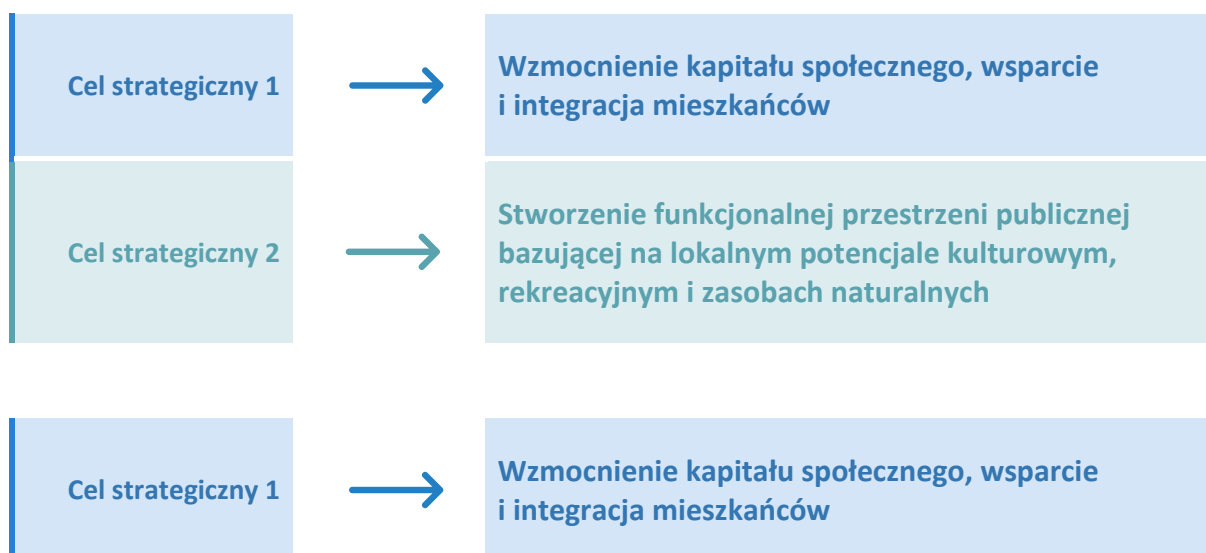 Cel strategiczny 1
Wzmocnienie kapitału społecznego, wsparcie
i integracja mieszkańców
Cel strategiczny 2
Stworzenie funkcjonalnej przestrzeni publicznej
bazującej na lokalnym potencjale kulturowym,
rekreacyjnym i zasobach naturalnych
Cel strategiczny 1
Wzmocnienie kapitału społecznego, wsparcie
i integracja mieszkańców